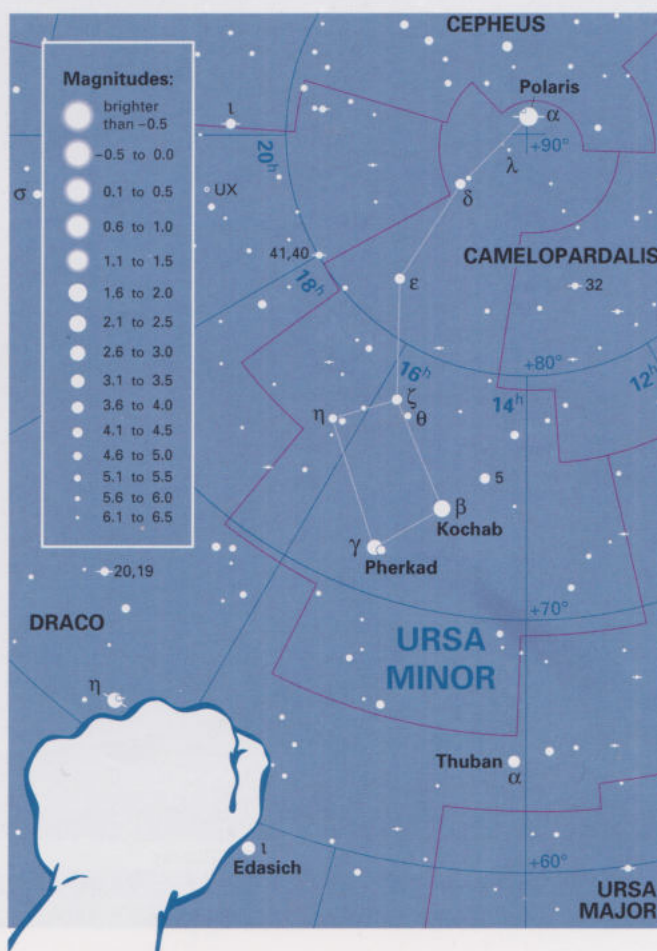 CEPHEUS
Magnitudes:
brighter
than –0.5
–0.5 to 0.0
0.1 to 0.5
0.6 to 1.0
1.1 to 1.5
1.6 to 2.0
2.1 to 2.5
2.6 to 3.0
3.1 to 3.5
3.6 to 4.0
4.1 to 4.5
4.6 to 5.0
5.1 to 5.5
5.6 to 6.0
6.1 to 6.5
Polaris
α
ι
+90°
20h
λ
δ
σ
UX
41,40
CAMELOPARDALIS
18h
ε
32
+80°
16h
12h
14h
ζ
η
θ
5
β
Kochab
γ
Pherkad
20,19
+70°
DRACO
URSA
MINOR
η
Thuban
α
ι
Edasich
+60°
URSA
MAJOR